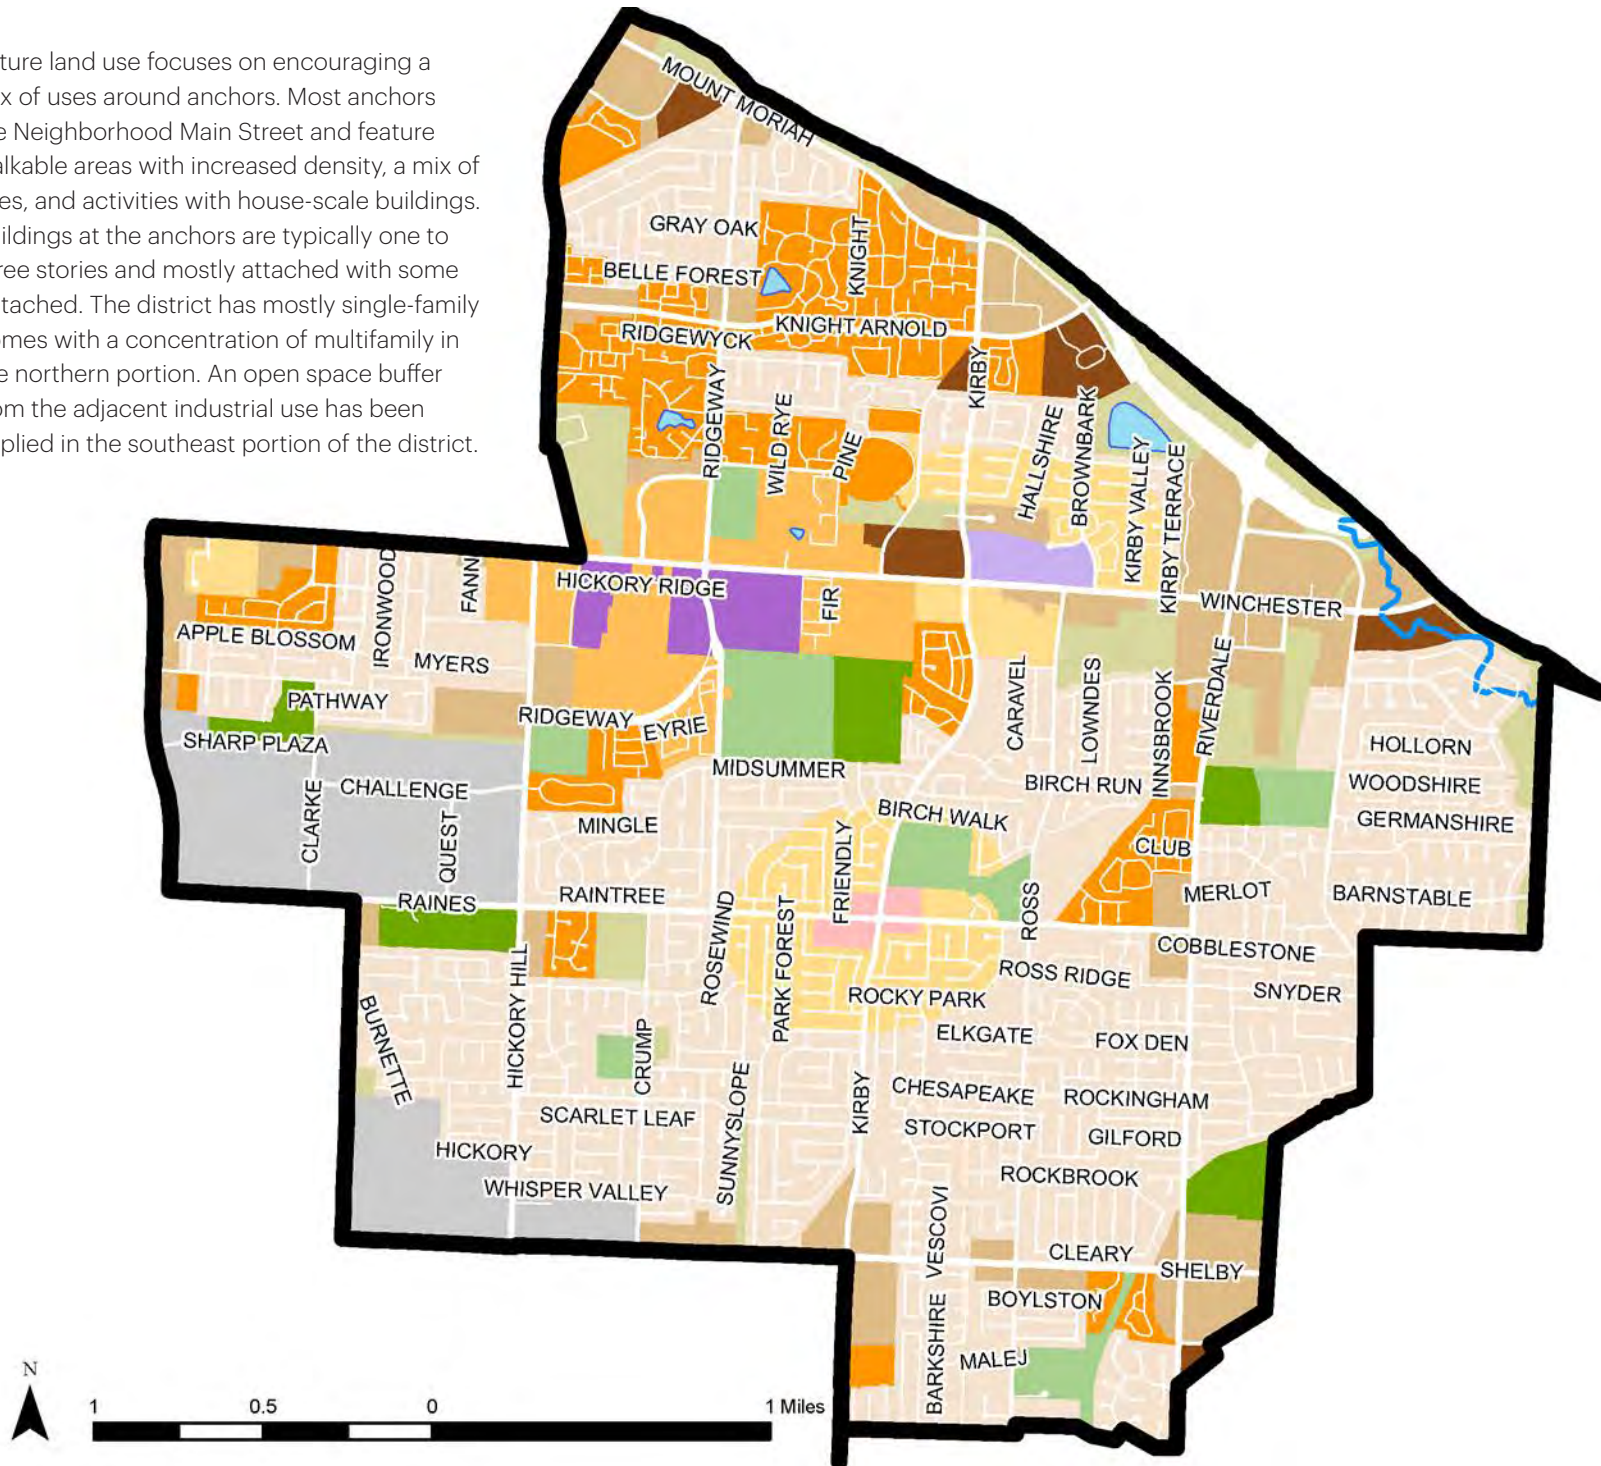 ture land use focuses on encouraging a
x of uses around anchors. Most anchors
e Neighborhood Main Street and feature
alkable areas with increased density, a mix of
es, and activities with house-scale buildings.
ildings at the anchors are typically one to
ree stories and mostly attached with some
tached. The district has mostly single-family
omes with a concentration of multifamily in
e northern portion. An open space buffer
om the adjacent industrial use has been
plied in the southeast portion of the district.
MOUNT MORIAH
GRAY OAK
KNIGHT
BELLE FOREST
KNIGHT ARNOLD
RIDGEWYCK
KIRBY
RIDGEWAY
WILD RYE
PINE
HALLSHIRE
BROWNBARK
KIRBY VALLEY
KIRBY TERRACE
IRONWOOD
FANN
HICKORY RIDGE
FIR
WINCHESTER
APPLE BLOSSOM
MYERS
PATHWAY
RIDGEWAY
EYRIE
CARAVEL
LOWNDES
INNSBROOK
RIVERDALE
SHARP PLAZA
HOLLORN
MIDSUMMER
BIRCH RUN
WOODSHIRE
CHALLENGE
CLARKE
QUEST
MINGLE
FRIENDLY
BIRCH WALK
GERMANSHIRE
CLUB
RAINES
RAINTREE
ROSEWIND
PARK FOREST
ROSS
MERLOT
BARNSTABLE
COBBLESTONE
HICKORY HILL
ROSS RIDGE
SNYDER
ROCKY PARK
BURNETTE
CRUMP
ELKGATE
FOX DEN
SUNNYSLOPE
KIRBY
CHESAPEAKE
ROCKINGHAM
SCARLET LEAF
STOCKPORT
GILFORD
HICKORY
ROCKBROOK
WHISPER VALLEY
VESCOVI
CLEARY
SHELBY
BARKSHIRE
BOYLSTON
MALEJ
N
1 0.5 0 1 Miles